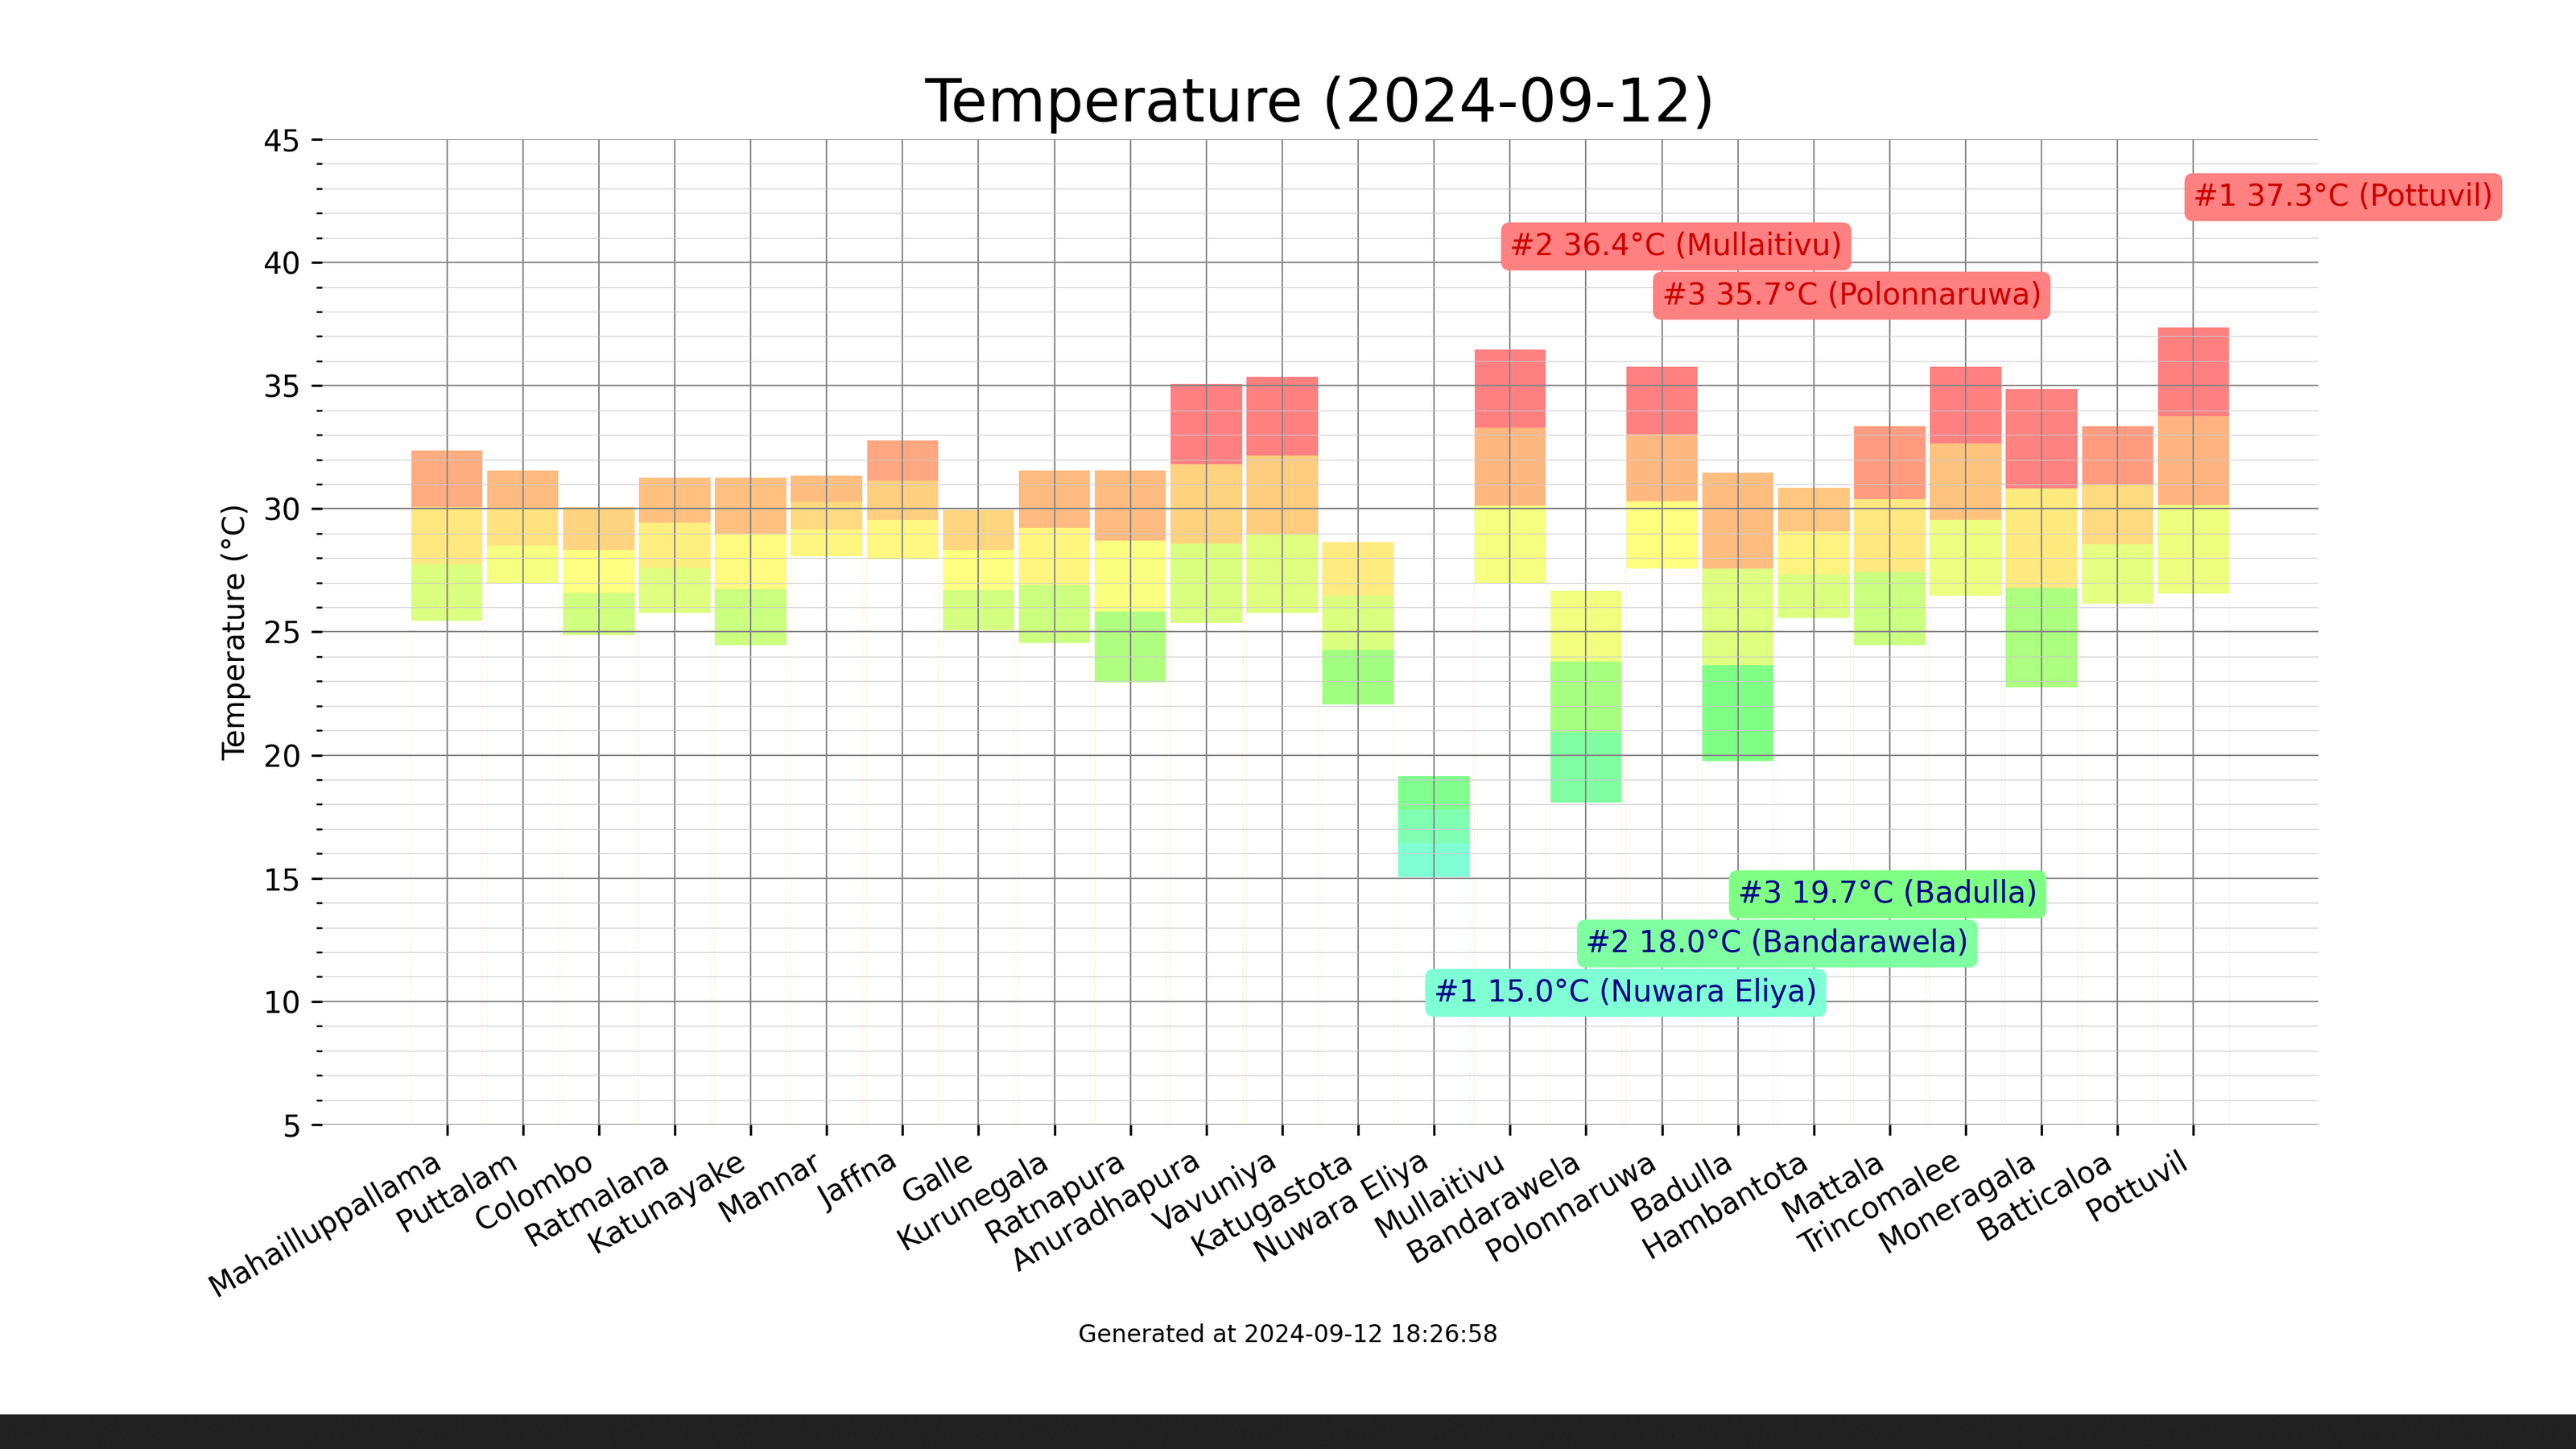 Temperature (2024-09-12)
Temperature (°C)
45
40
35
30
25
20
15
10
5
#1 37.3°C (Pottuvil)
#2 36.4°C (Mullaitivu)
#3 35.7°C (Polonnaruwa)
#3 19.7°C (Badulla)
#2 18.0°C (Bandarawela)
#1 15.0°C (Nuwara Eliya)
Mahailluppallama
Puttalam
Colombo
Ratmalana
Katunayake
Mannar
Jaffna
Galle
Kurunegala
Ratnapura
Anuradhapura
Vavuniya
Katugastota
Nuwara Eliya
Mullaitivu
Bandarawela
Polonnaruwa
Badulla
Hambantota
Mattala
Trincomalee
Moneragala
Batticaloa
Pottuvil
Generated at 2024-09-12 18:26:58